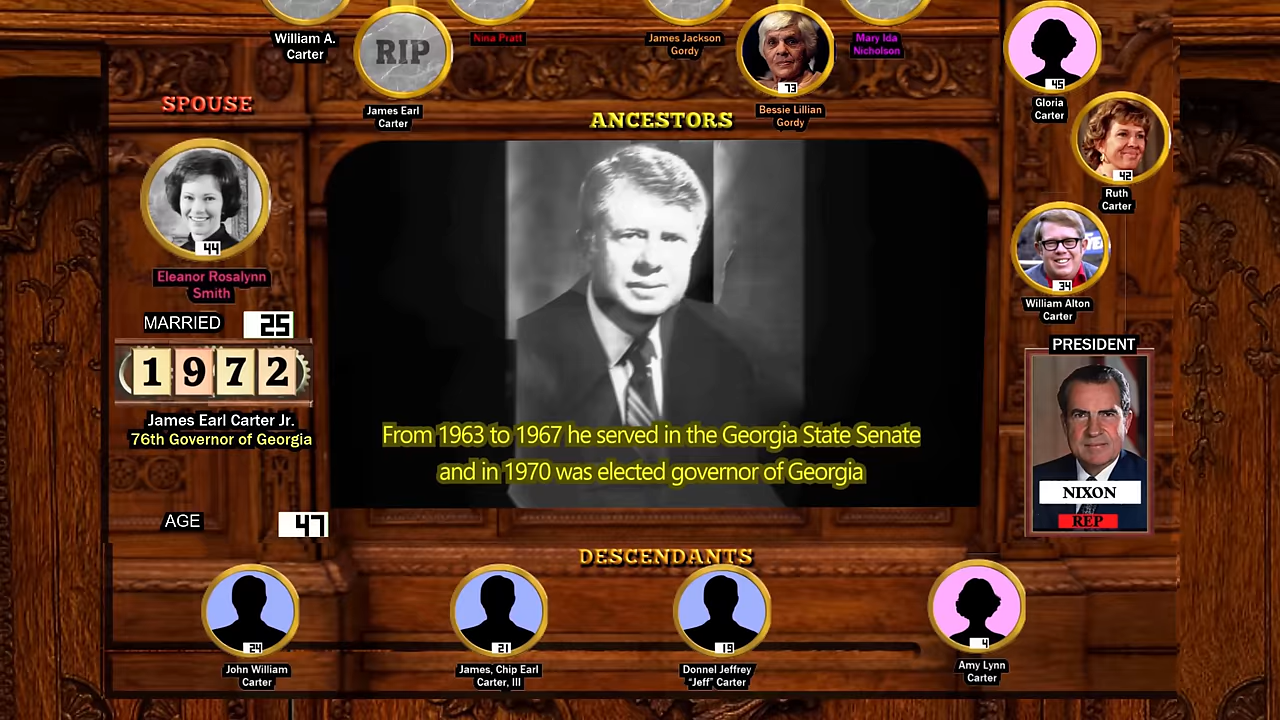 William A.
Carter
RIP
James Earl
Carter
Nina Pratt
James Jackson
Gordy
73
Bessie Lillian
Gordy
Mary Ida
Nicholson
45
Gloria
Carter
SPOUSE
ANCESTORS
42
Ruth
Carter
44
Eleanor Rosalynn
Smith
34
William Alton
Carter
MARRIED 25
1972
James Earl Carter Jr.
76th Governor of Georgia
PRESIDENT
NIXON
REP
From 1963 to 1967 he served in the Georgia State Senate
and in 1970 was elected governor of Georgia
AGE 47
DESCENDANTS
24
John William
Carter
21
James, Chip Earl
Carter, III
19
Donnel Jeffrey
"Jeff" Carter
4
Amy Lynn
Carter